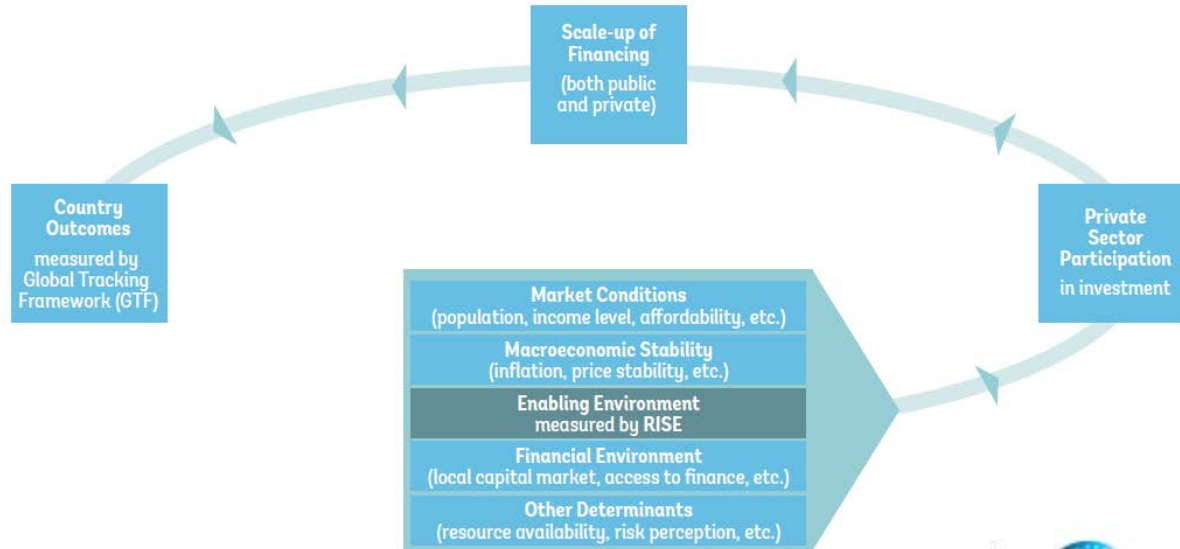 Scale-up of
Financing
(both public
and private)
Country
Outcomes
measured by
Global Tracking
Framework (GTF)
Private
Sector
Participation
in investment
Market Conditions
(population, income level, affordability, etc.)
Macroeconomic Stability
(inflation, price stability, etc.)
Enabling Environment
measured by RISE
Financial Environment
(local capital market, access to finance, etc.)
Other Determinants
(resource availability, risk perception, etc.)